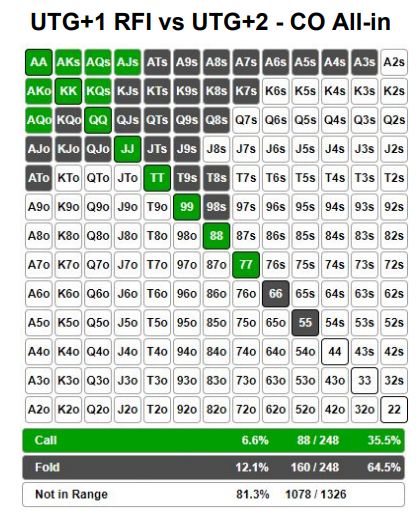 UTG+1 RFI vs UTG+2 - CO All-in
AA AKs AQs AJs ATs A9s A8s A7s A6s A5s A4s A3s A2s
AKo KK KQs KJs KTs K9s K8s K7s K6s K5s K4s K3s K2s
AQo KQo QQ QJs QTs Q9s Q8s Q7s Q6s Q5s Q4s Q3s Q2s
AJo KJo QJo JJ JTs J9s J8s J7s J6s J5s J4s J3s J2s
ATo KTo QTo JTo TT T9s T8s T7s T6s T5s T4s T3s T2s
A9o K9o Q9o J9o T9o 99 98s 97s 96s 95s 94s 93s 92s
A8o K8o Q8o J8o T8o 98o 88 87s 86s 85s 84s 83s 82s
A7o K7o Q7o J7o T7o 97o 87o 77 76s 75s 74s 73s 72s
A6o K6o Q6o J6o T6o 96o 86o 76o 66 65s 64s 63s 62s
A5o K5o Q5o J5o T5o 95o 85o 75o 65o 55 54s 53s 52s
A4o K4o Q4o J4o T4o 94o 84o 74o 64o 54o 44 43s 42s
A3o K3o Q3o J3o T3o 93o 83o 73o 63o 53o 43o 33 32s
A2o K2o Q2o J2o T2o 92o 82o 72o 62o 52o 42o 32o 22
Call 6.6% 88 / 248 35.5%
Fold 12.1% 160 / 248 64.5%
Not in Range 81.3% 1078 / 1326